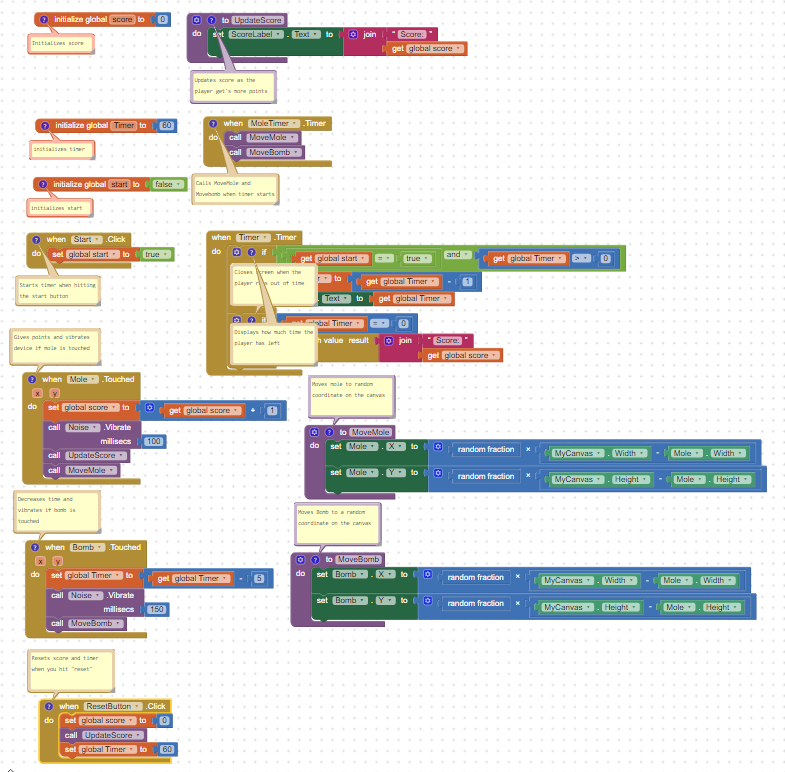 initialize global score to 0
Initializes score
to UpdateScore
do set ScoreLabel . Text to join " Score: "
get global score
Updates score as the
player get's more points
initialize global Timer to 60
initializes timer
when MoleTimer .Timer
do call MoveMole
call MoveBomb
Calls MoveMole and
Movebomb when timer starts
initialize global start to false
initializes start
when Start .Click
do set global start to true
Starts timer when hitting
the start button
when Timer .Timer
do if get global start = true and get global Timer > 0
to get global Timer - 1
Text to get global Timer
Closes screen when the
player out of time
global Timer = 0
value result join " Score: "
get global score
Displays how much time the
player has left
Gives points and vibrates
device if mole is touched
when Mole .Touched
x y
do set global score to get global score + 1
call Noise .Vibrate
millisecs 100
call UpdateScore
call MoveMole
Moves mole to random
coordinate on the canvas
to MoveMole
do set Mole . X to random fraction × MyCanvas . Width - Mole . Width
set Mole . Y to random fraction × MyCanvas . Height - Mole . Height
Decreases time and
vibrates if bomb is
touched
when Bomb .Touched
x y
do set global Timer to get global Timer - 5
call Noise .Vibrate
millisecs 150
call MoveBomb
Moves Bomb to a random
coordinate on the canvas
to MoveBomb
do set Bomb . X to random fraction × MyCanvas . Width - Mole . Width
set Bomb . Y to random fraction × MyCanvas . Height - Mole . Height
Resets score and timer
when you hit "reset"
when ResetButton .Click
do set global score to 0
call UpdateScore
set global Timer to 60